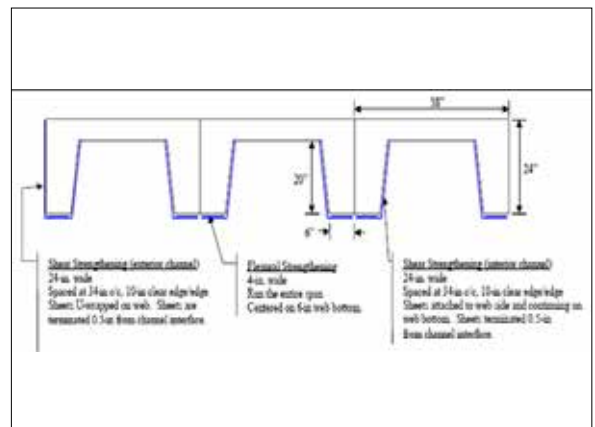 38"
24"
20"
6"
Shear Strengthening (exterior channel)
24-in. wide
Spaced at 34-in o/c, 10-in clear edge/edge
Sheets U-wrapped on web. Sheets are
terminated 0.5-in from channel interface.
Flexural Strengthening
4-in. wide
Run the entire span
Centered on 6-in web bottom.
Shear Strengthening (interior channel)
24-in. wide
Spaced at 34-in o/c, 10-in clear edge/edge
Sheets attached to web side and continuing on
web bottom. Sheets terminated 0.5-in
from channel interface.